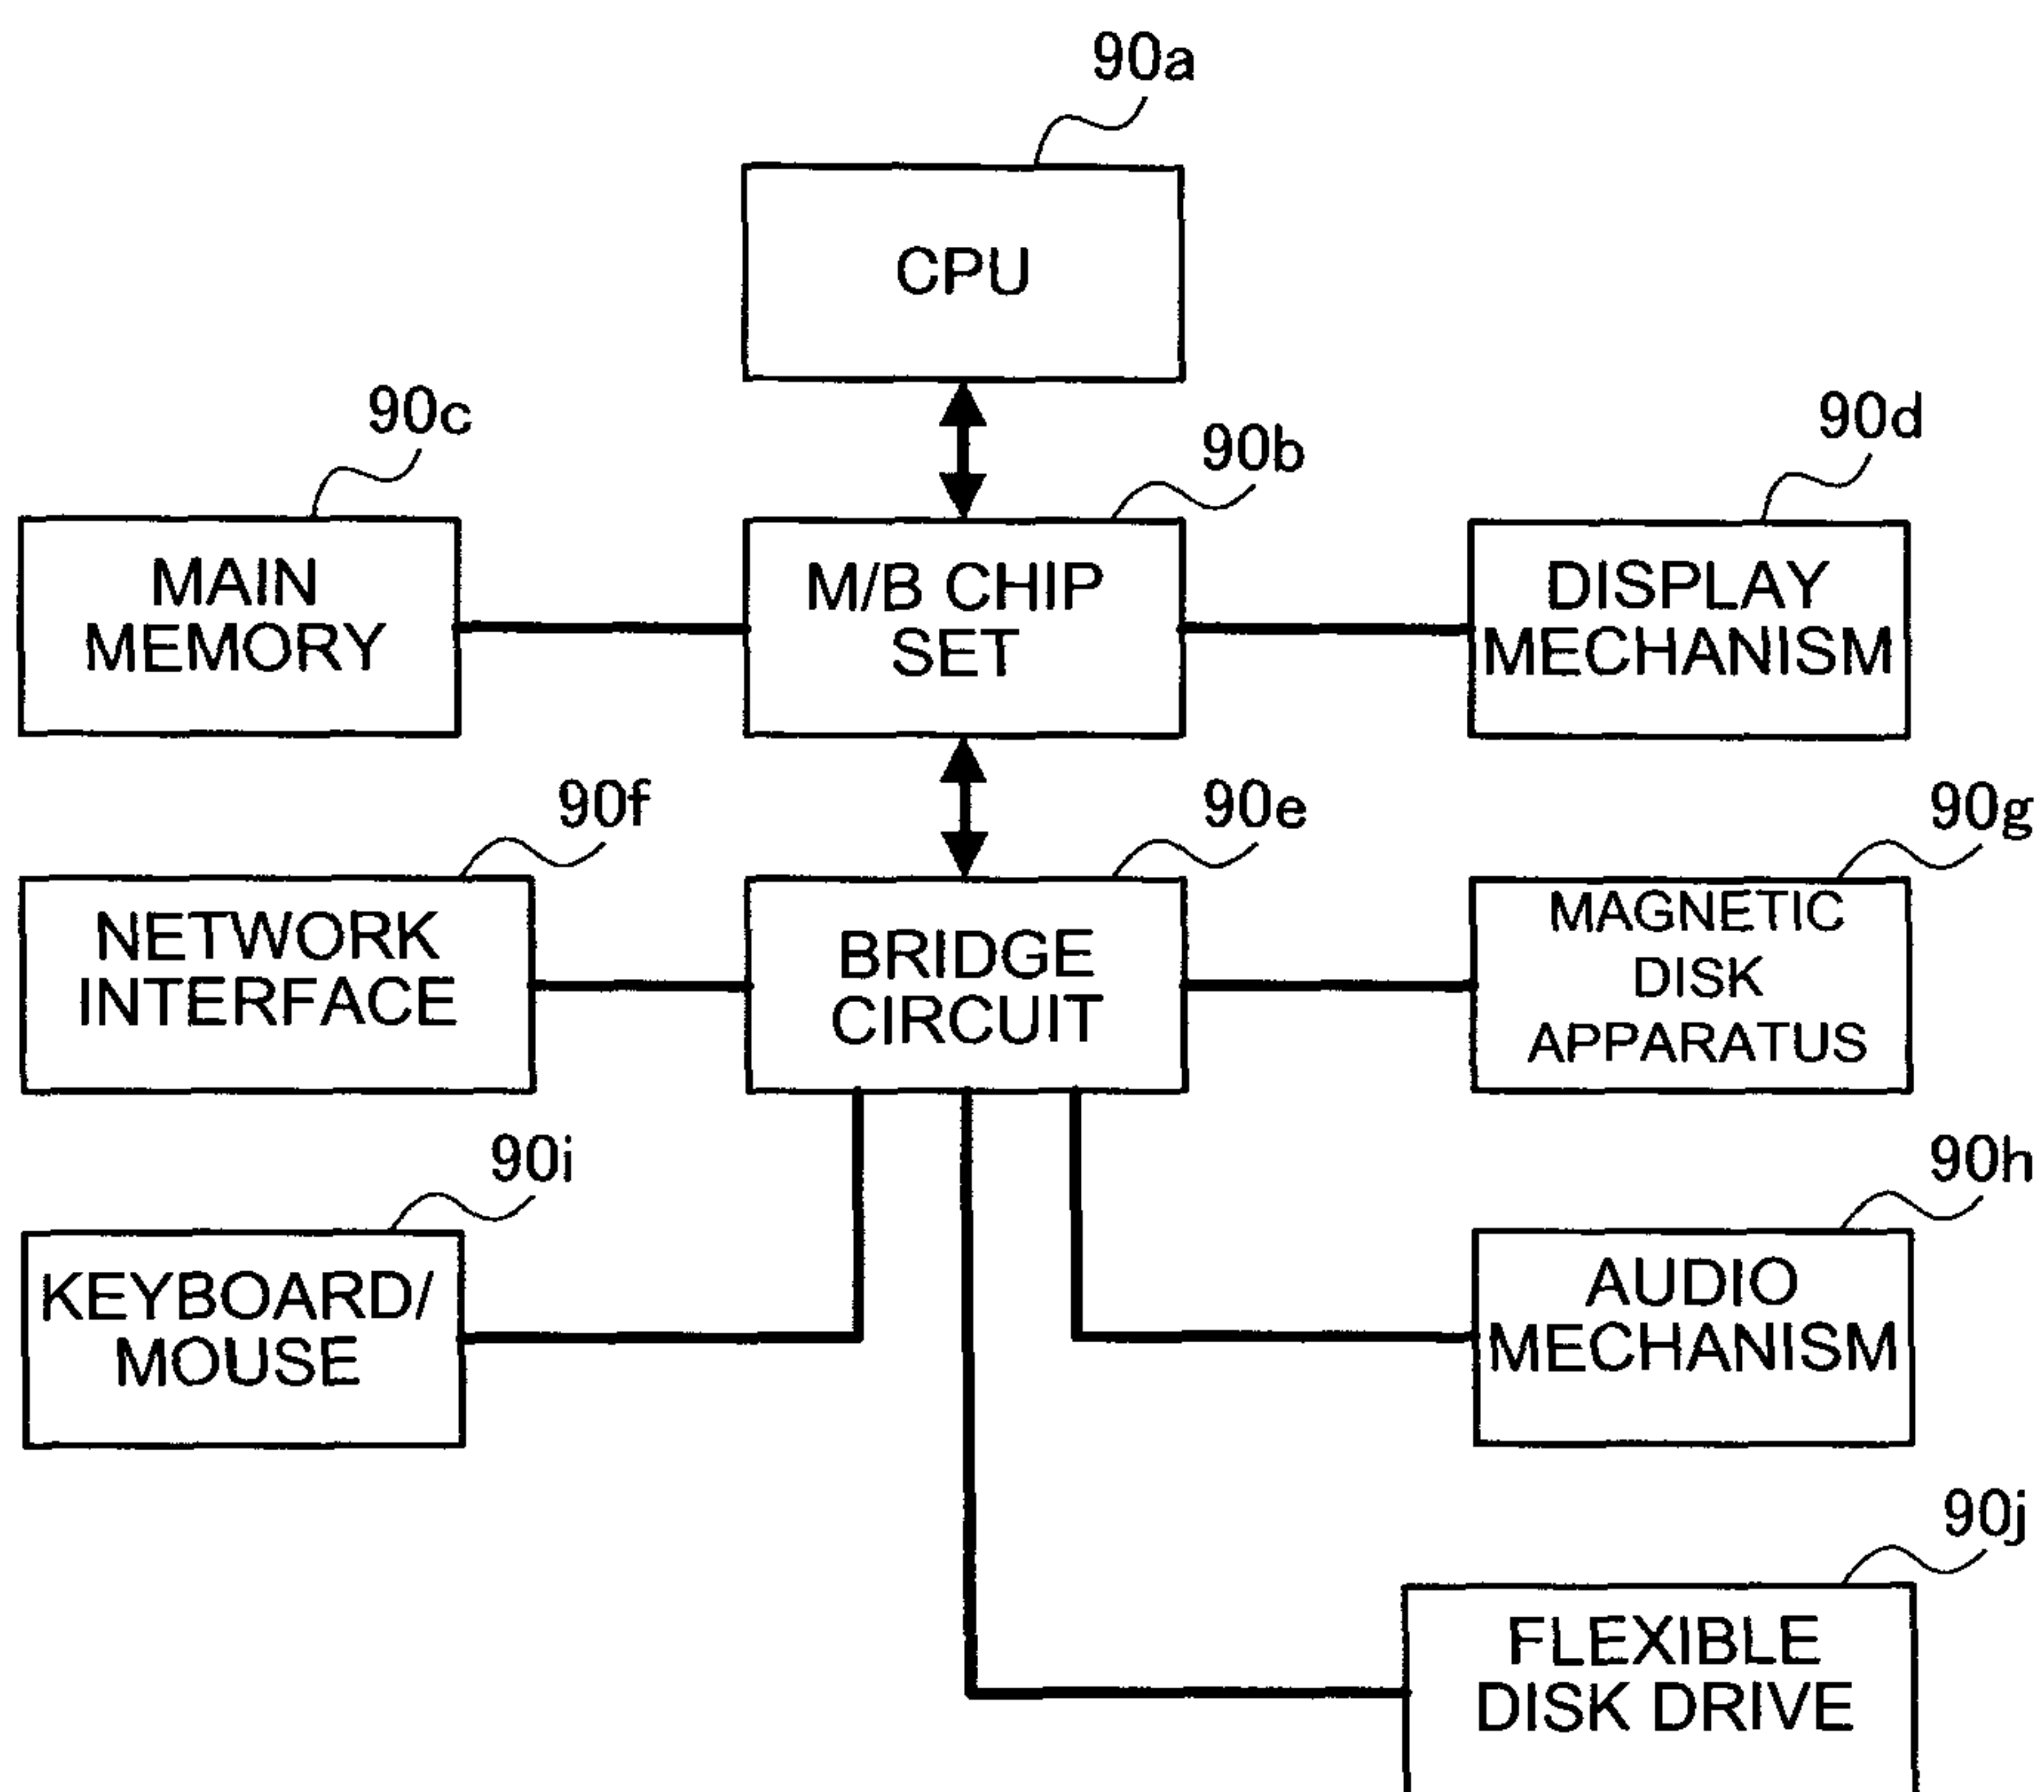 90a
CPU
90c
90b
90d
MAIN
MEMORY
M/B CHIP
SET
DISPLAY
MECHANISM
90f
90e
90g
NETWORK
INTERFACE
BRIDGE
CIRCUIT
MAGNETIC
DISK
APPARATUS
90i
90h
KEYBOARD/
MOUSE
AUDIO
MECHANISM
90j
FLEXIBLE
DISK DRIVE